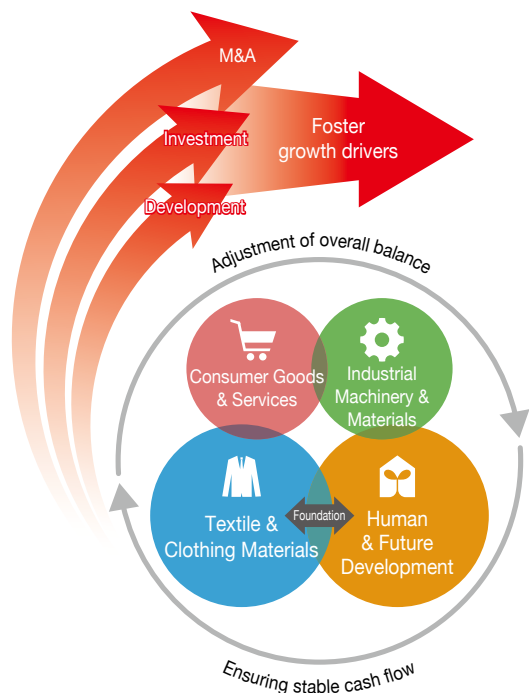 M&A
Investment
Development
Foster
growth drivers
Adjustment of overall balance
Consumer Goods
& Services
Industrial
Machinery &
Materials
Textile &
Clothing Materials
Foundation
Human
& Future
Development
Ensuring stable cash flow